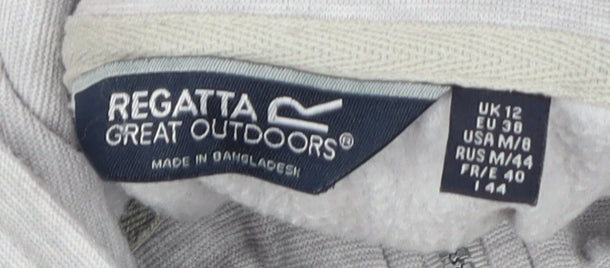 REGATTA
GREAT OUTDOORS®
MADE IN BANGLADESH
UK 12
EU 38
USA M/8
RUS M/44
FR/E 40
I 44